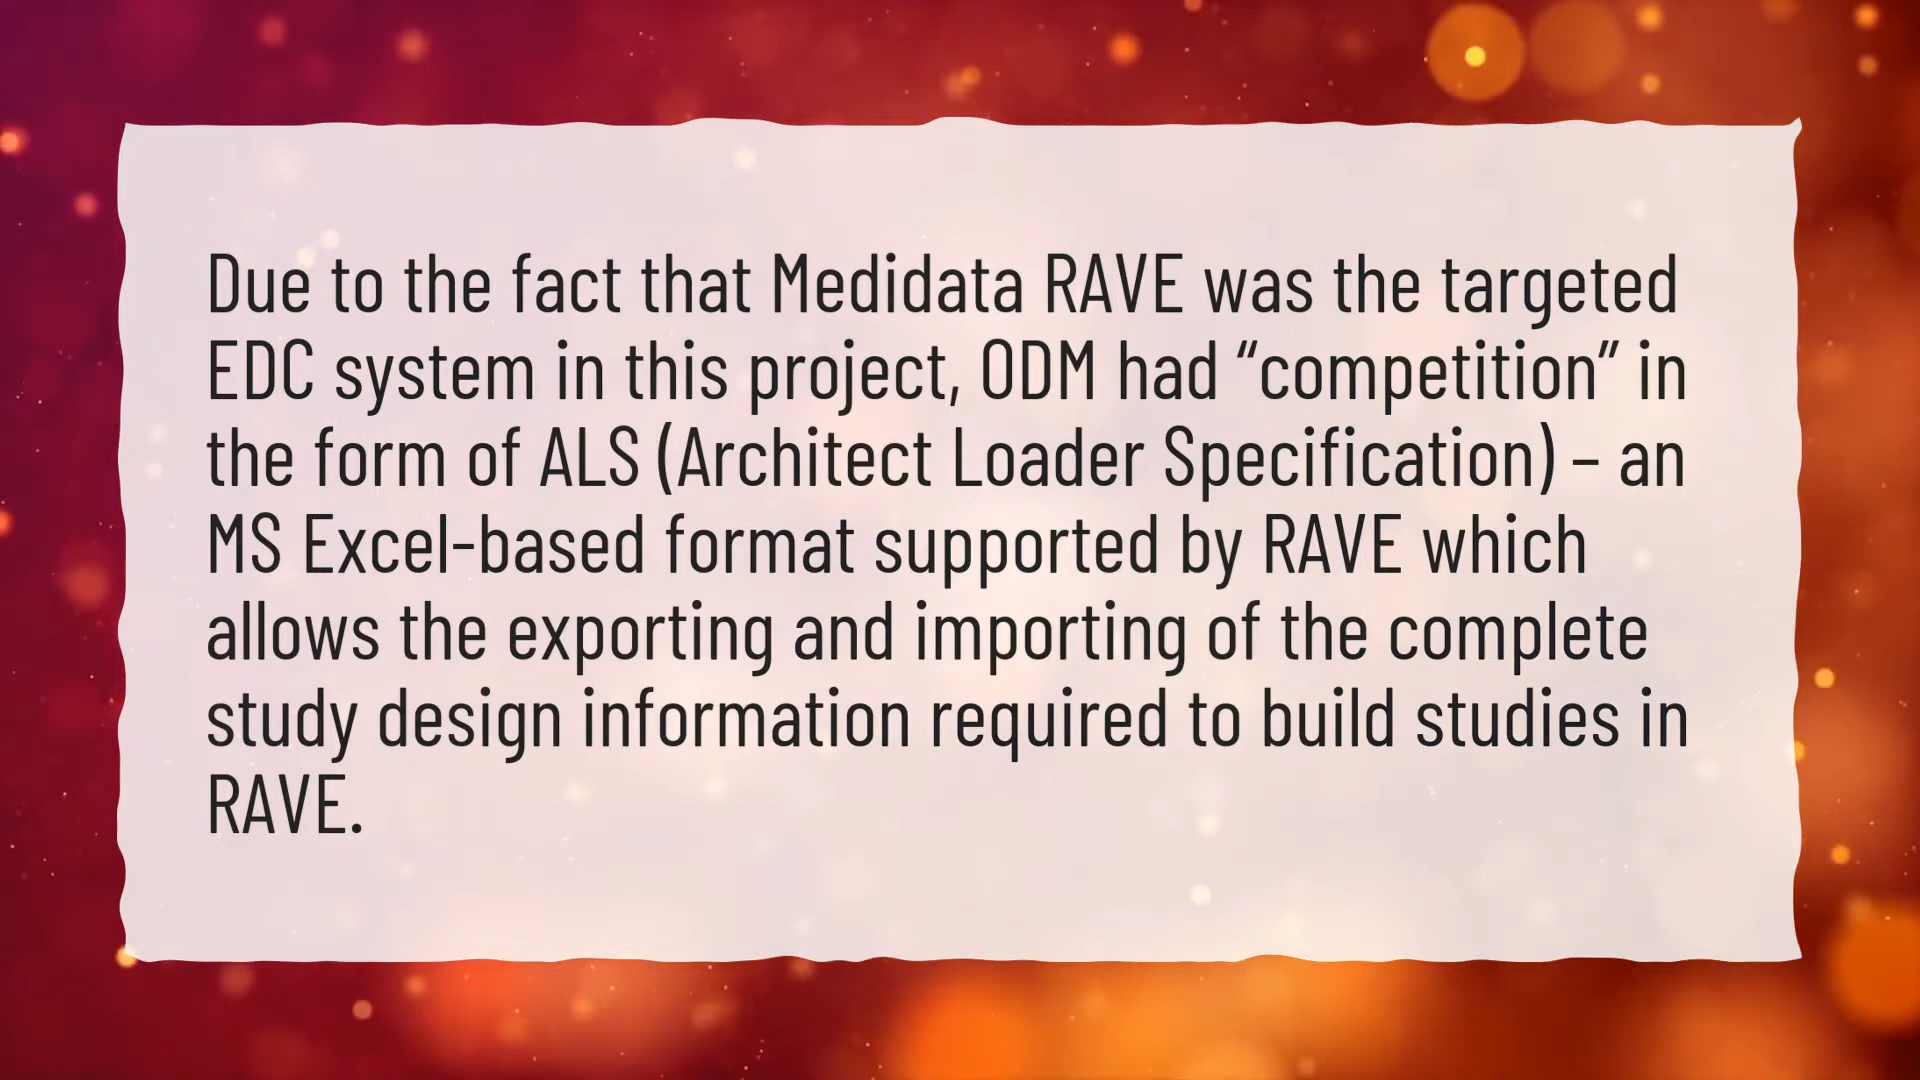 Due to the fact that Medidata RAVE was the targeted
EDC system in this project, ODM had “competition” in
the form of ALS (Architect Loader Specification) – an
MS Excel-based format supported by RAVE which
allows the exporting and importing of the complete
study design information required to build studies in
RAVE.